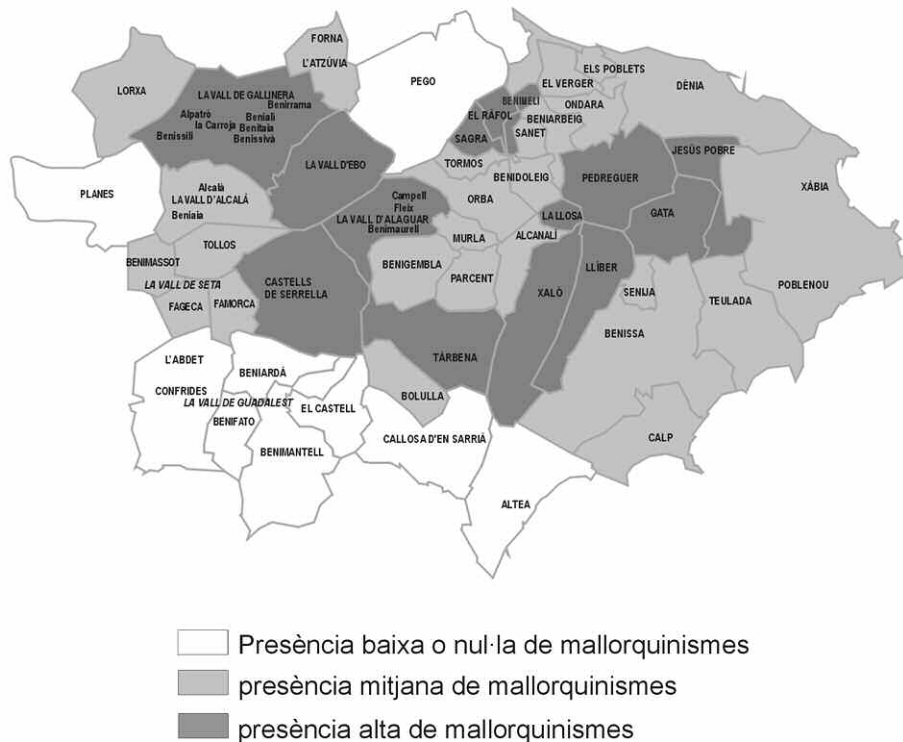 FORNA
L'ATZÚVIA
LORXA
PEGO
ELS POBLETS
EL VERGER
DÉNIA
LA VALL DE GALLINERA
Benirrama
Alpatrò
Beniali
la Carroja
Benitaia
Benissili
Benissivà
BENIMELI
ONDARA
EL RÀFOL
BENIARBEIG
SAGRA
SANET
JESÚS POBRE
LA VALL D'EBO
TORMOS
BENIDOLEIG
PEDREGUER
PLANES
Alcalà
LA VALL D'ALCALÁ
Beniaia
XÀBIA
Campell
Fleix
LA VALL D'ALAGUAR
Benimaurell
ORBA
LA LLOSA
GATA
TOLLOS
MURLA
ALCANALÍ
BENIMASSOT
BENIGEMBLA
PARCENT
LLÍBER
LA VALL DE SETA
CASTELLS
DE SERRELLA
XALÓ
SENIJA
TEULADA
POBLENOU
FAGECA
FAMORCA
BENISSA
L'ABDET
TÀRBENA
BENIARDÀ
CONFRIDES
LA VALL DE GUADALEST
EL CASTELL
BOLULLA
BENIFATO
CALLOSA D'EN SARRIÀ
CALP
BENIMANTELL
ALTEA
Presència baixa o nul·la de mallorquinismes
presència mitjana de mallorquinismes
presència alta de mallorquinismes